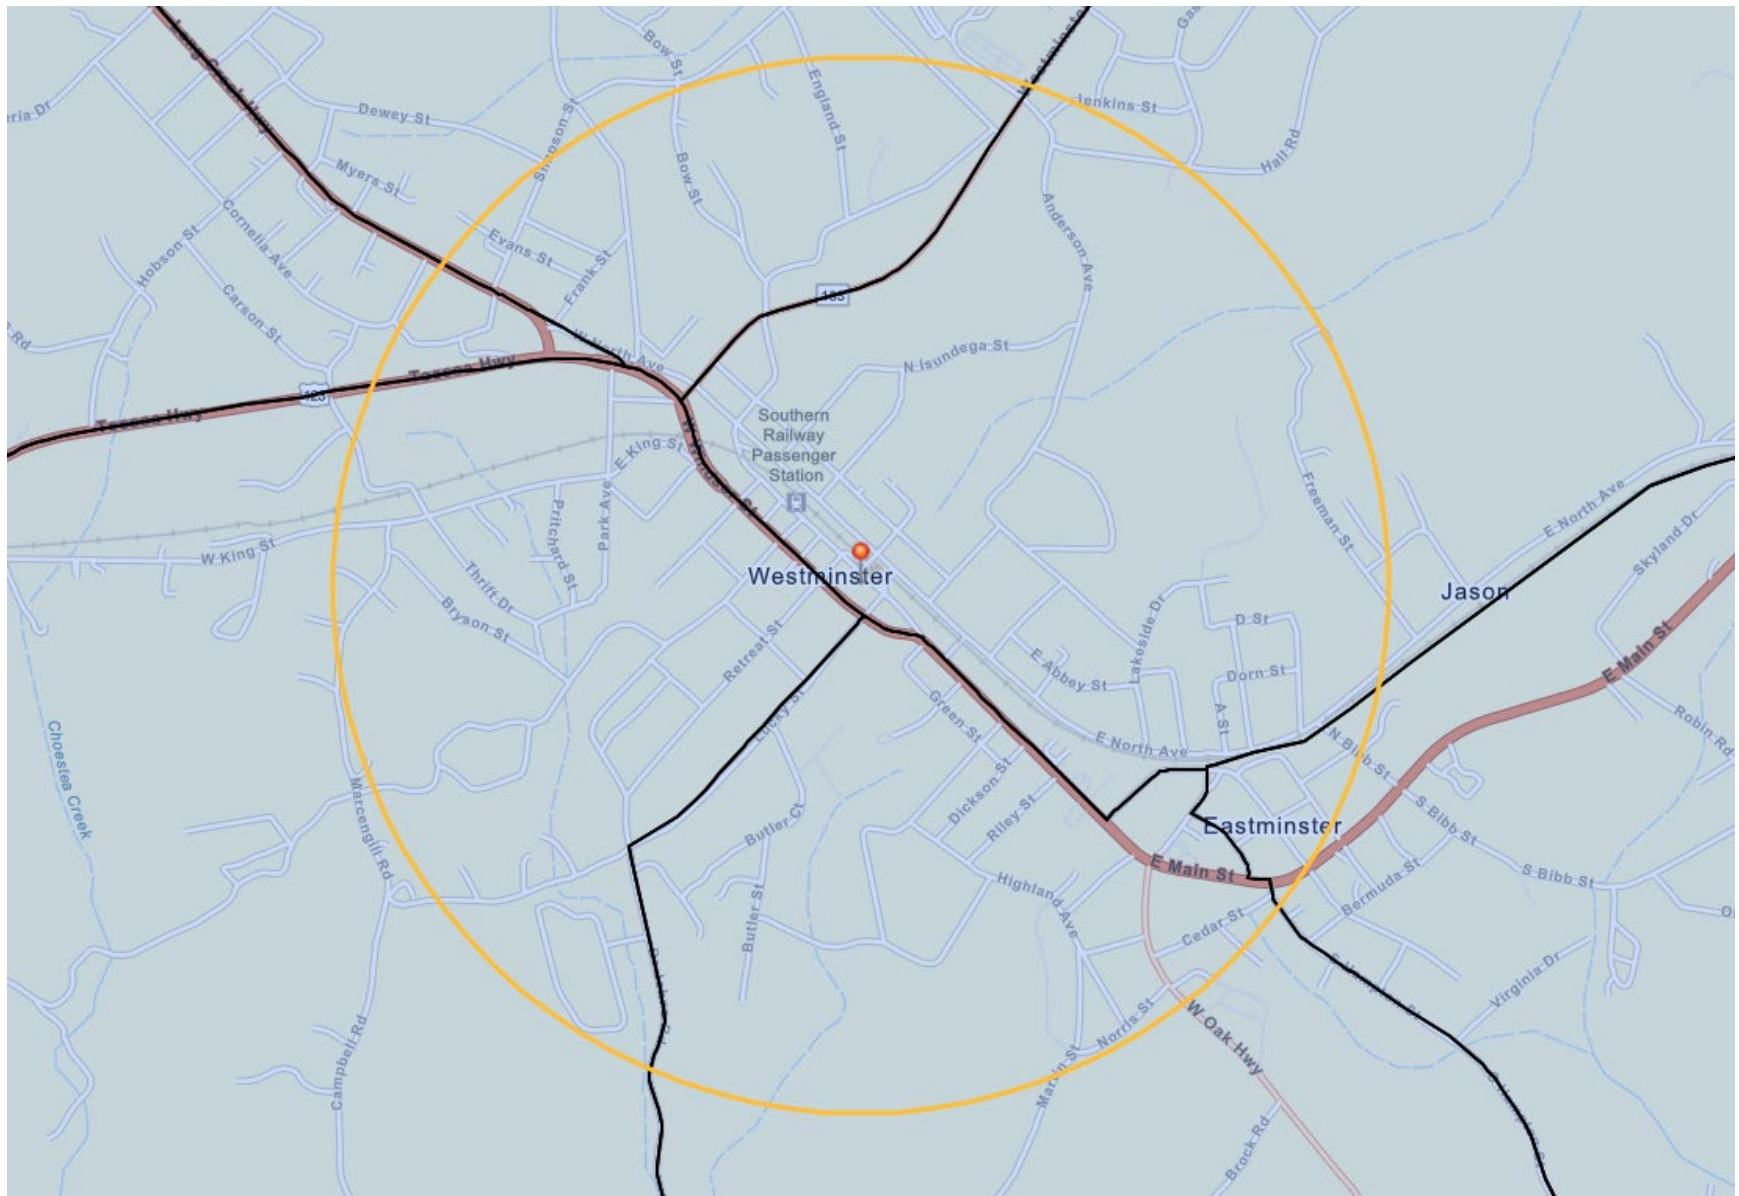 Bow St
England St
Jenkins St
Dewey St
Simpson St
Hall Rd
Myers St
Bow St
Anderson Ave
Cornelia Ave
Hobson St
Evans St
Frank St
Carson St
183
W North Ave
N Isundega St
Toccoa Hwy
123
Toccoa Hwy
Southern
Railway
Passenger
Station
E King St
W Windsor St
Park Ave
Pritchard St
Freeman St
E North Ave
Skyland Dr
W King St
Thrift Dr
Bryson St
Westminster
Jason
Lakeside Dr
D St
Retreat St
E Abbey St
Dorn St
E Main St
Green St
Lucky St
A St
E North Ave
N Bibb St
Robin Rd
Choestea Creek
Marcengill Rd
Dickson St
Riley St
Butler Ct
Eastminster
S Bibb St
E Main St
S Bibb St
Highland Ave
Bermuda St
Butler St
Cedar St
Virginia Dr
Norris St
W Oak Hwy
Campbell Rd
Brock Rd